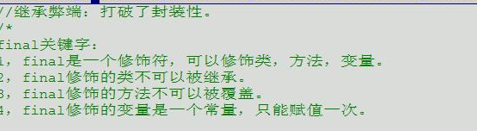 //继承弊端：打破了封装性。
/*
final关键字：
1，final是一个修饰符，可以修饰类，方法，变量。
2，final修饰的类不可以被继承。
3，final修饰的方法不可以被覆盖。
4，final修饰的变量是一个常量，只能赋值一次。